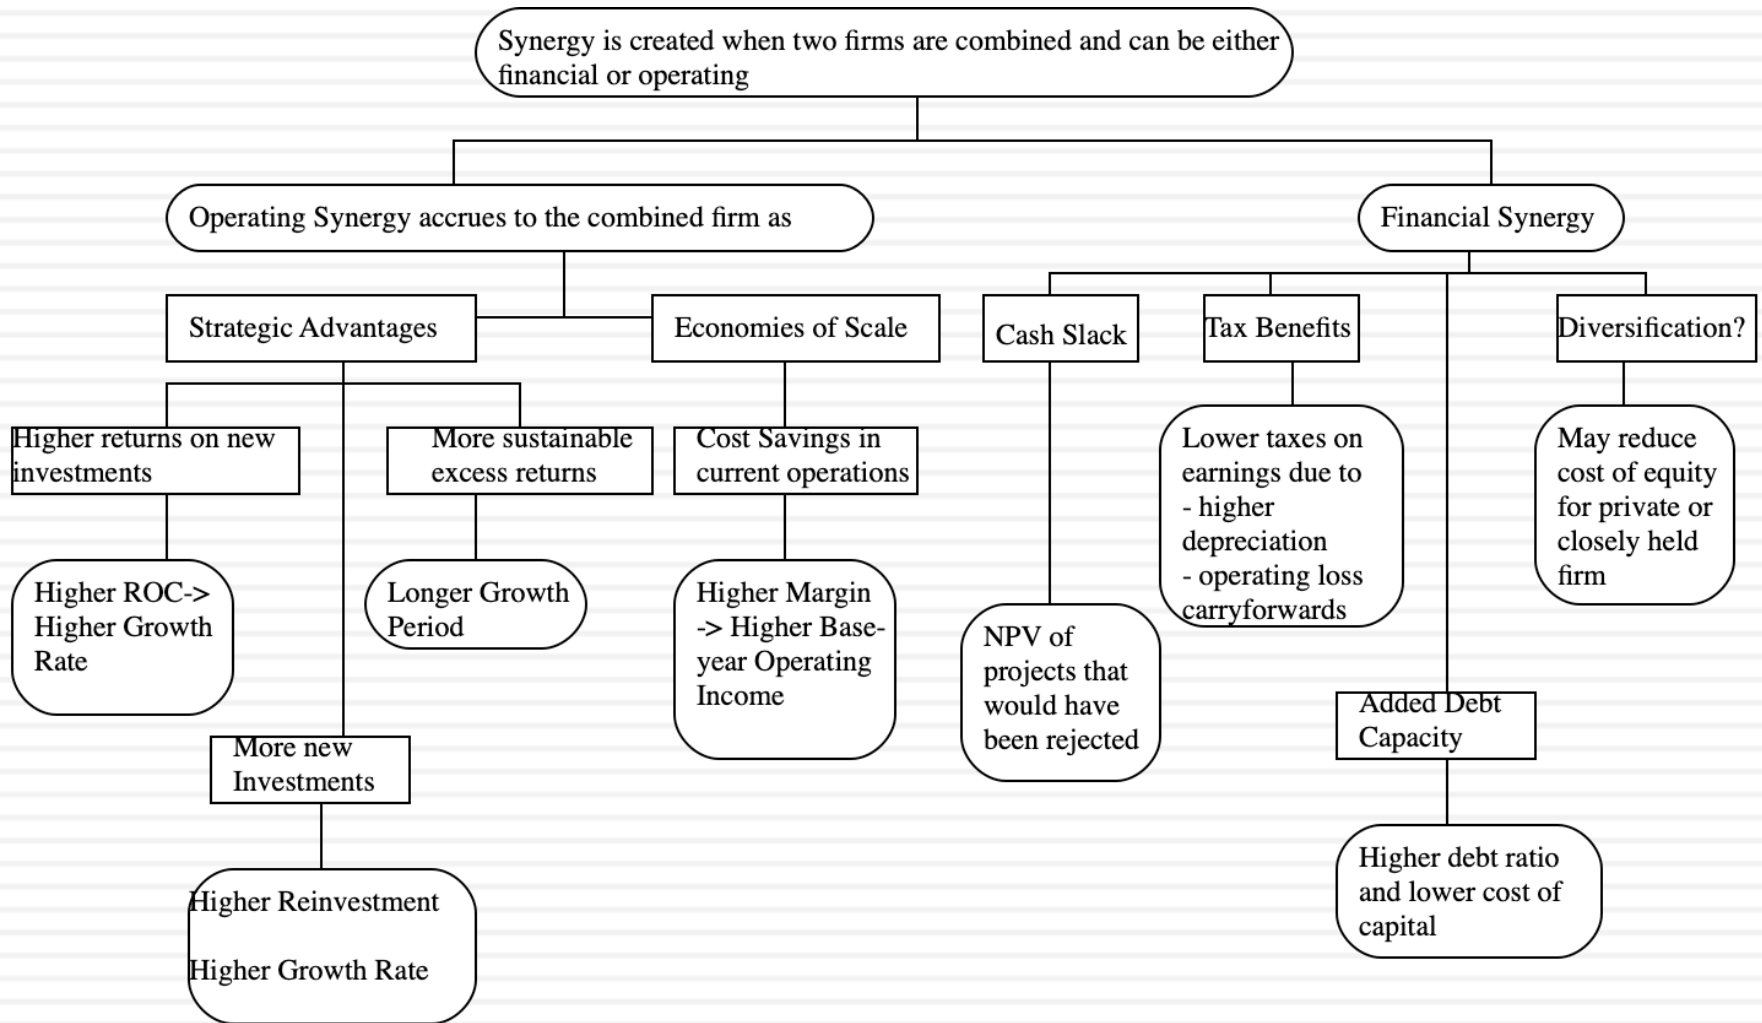 Synergy is created when two firms are combined and can be either
financial or operating
Operating Synergy accrues to the combined firm as
Financial Synergy
Strategic Advantages
Economies of Scale
Cash Slack
Tax Benefits
Diversification?
Higher returns on new
investments
More sustainable
excess returns
Cost Savings in
current operations
Lower taxes on
earnings due to
- higher
depreciation
- operating loss
carryforwards
May reduce
cost of equity
for private or
closely held
firm
Higher ROC->
Higher Growth
Rate
Longer Growth
Period
Higher Margin
-> Higher Base-
year Operating
Income
NPV of
projects that
would have
been rejected
Added Debt
Capacity
More new
Investments
Higher debt ratio
and lower cost of
capital
Higher Reinvestment
Higher Growth Rate